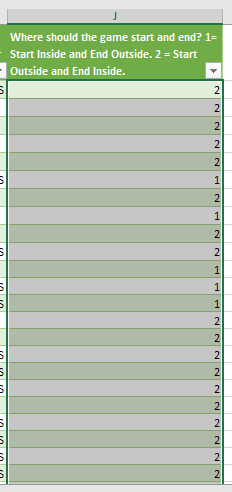 J
Where should the game start and end? 1=
Start Inside and End Outside. 2 = Start
Outside and End Inside.
S 2
2
2
2
2
S 1
2
1
2
S 2
1
S 1
S 1
2
2
S 2
S 2
S 2
2
S 2
S 2
S 2
S 2